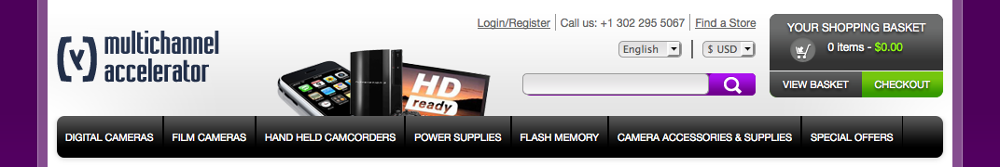 Login/Register Call us: +1 302 295 5067 Find a Store
YOUR SHOPPING BASKET
multichannel
accelerator
English $ USD
0 items - $0.00
HD
ready
VIEW BASKET CHECKOUT
DIGITAL CAMERAS FILM CAMERAS HAND HELD CAMCORDERS POWER SUPPLIES FLASH MEMORY CAMERA ACCESSORIES & SUPPLIES SPECIAL OFFERS